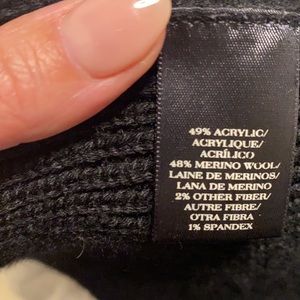 49% ACRYLIC/
ACRYLIQUE/
ACRÍLICO
48% MERINO WOOL/
LAINE DE MERINOS/
LANA DE MERINO
2% OTHER FIBER/
AUTRE FIBRE/
OTRA FIBRA
1% SPANDEX